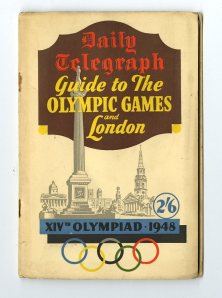 Daily
Telegraph
Guide to The
OLYMPIC GAMES
and
London
2/6
XIVTH OLYMPIAD · 1948